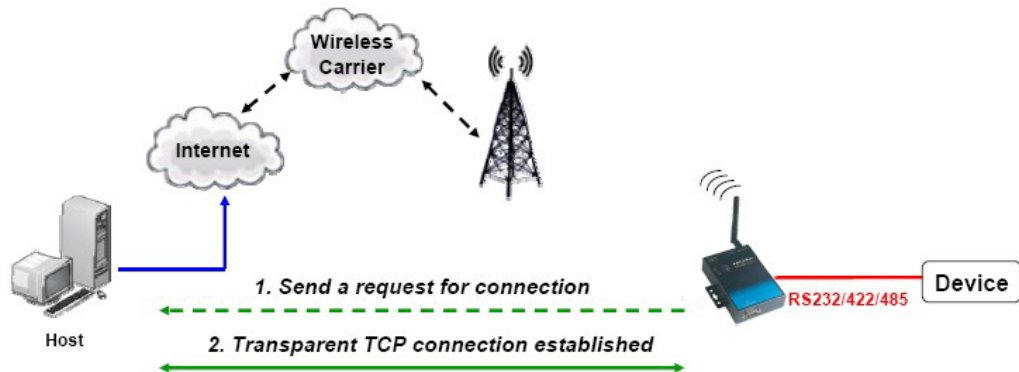 Wireless
Carrier
Internet
1. Send a request for connection
RS232/422/485
Device
Host
2. Transparent TCP connection established